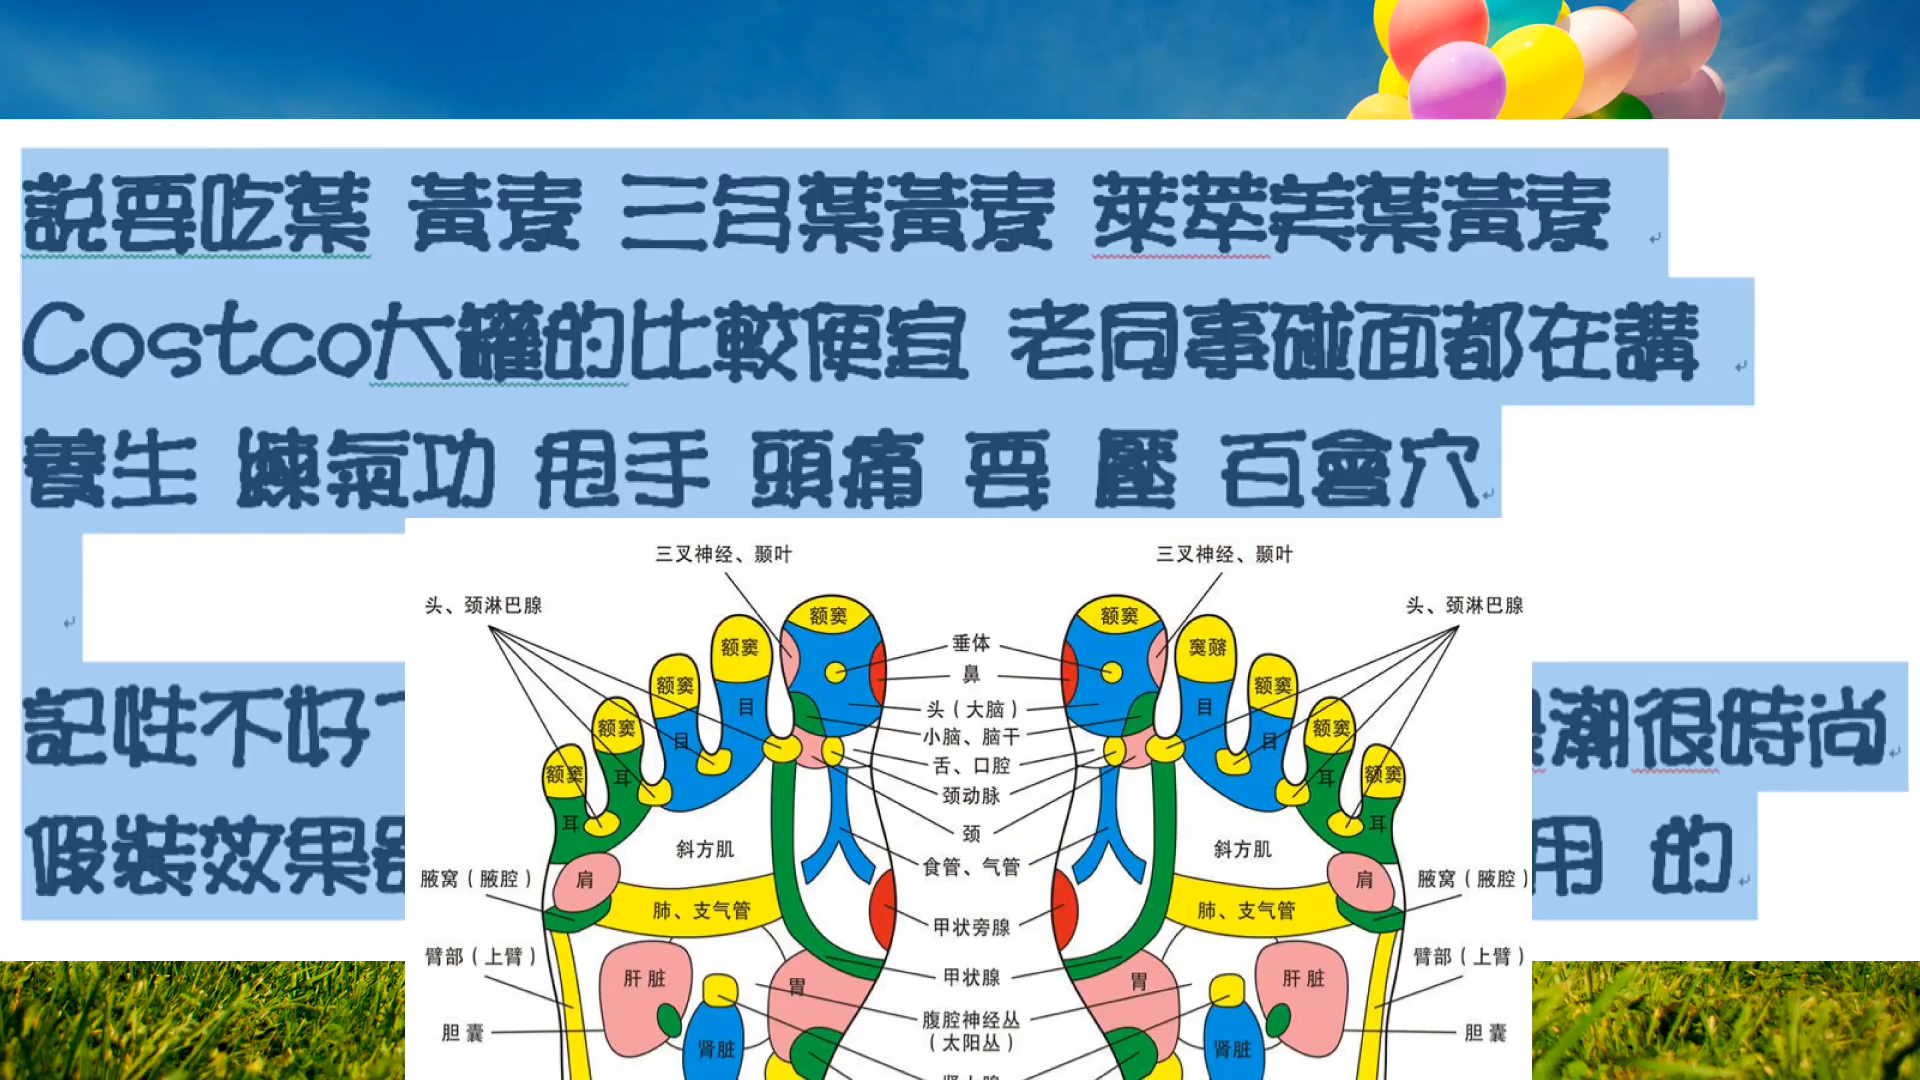 説要吃葉 黃素 三多葉黃素 萊萃美葉黃素
Costco大罐的比較便宜 老同事碰面都在講
養生 練氣功 甩手 頭痛 要 壓 百會穴
記性不好
潮很時尚
假裝效果器
用 的
三叉神经、颞叶 三叉神经、颞叶
头、颈淋巴腺 头、颈淋巴腺
额窦 额窦
额窦 垂体
额窦 鼻 额窦
额窦 目 头(大脑) 目 额窦
目 小脑、脑干 目
额窦 耳 舌、口腔 耳 额窦
颈动脉
耳 颈 耳
斜方肌 食管、气管 斜方肌
腋窝(腋腔) 肩 肩 腋窝(腋腔)
肺、支气管 甲状旁腺 肺、支气管
臂部(上臂) 臂部(上臂)
肝脏 胃 甲状腺 胃 肝脏
腹腔神经丛
胆囊 (太阳丛) 胆囊
肾脏 肾脏